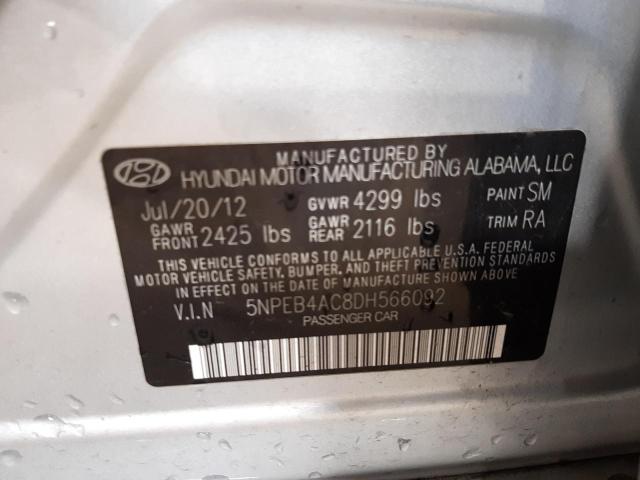 MANUFACTURED BY
HYUNDAI MOTOR MANUFACTURING ALABAMA, LLC
Jul/20/12 GVWR 4299 lbs PAINT SM
GAWR FRONT 2425 lbs GAWR REAR 2116 lbs TRIM RA
THIS VEHICLE CONFORMS TO ALL APPLICABLE U.S.A. FEDERAL
MOTOR VEHICLE SAFETY, BUMPER, AND THEFT PREVENTION
STANDARDS IN EFFECT ON THE DATE OF MANUFACTURE SHOWN ABOVE.
V.I.N 5NPEB4AC8DH566092
PASSENGER CAR